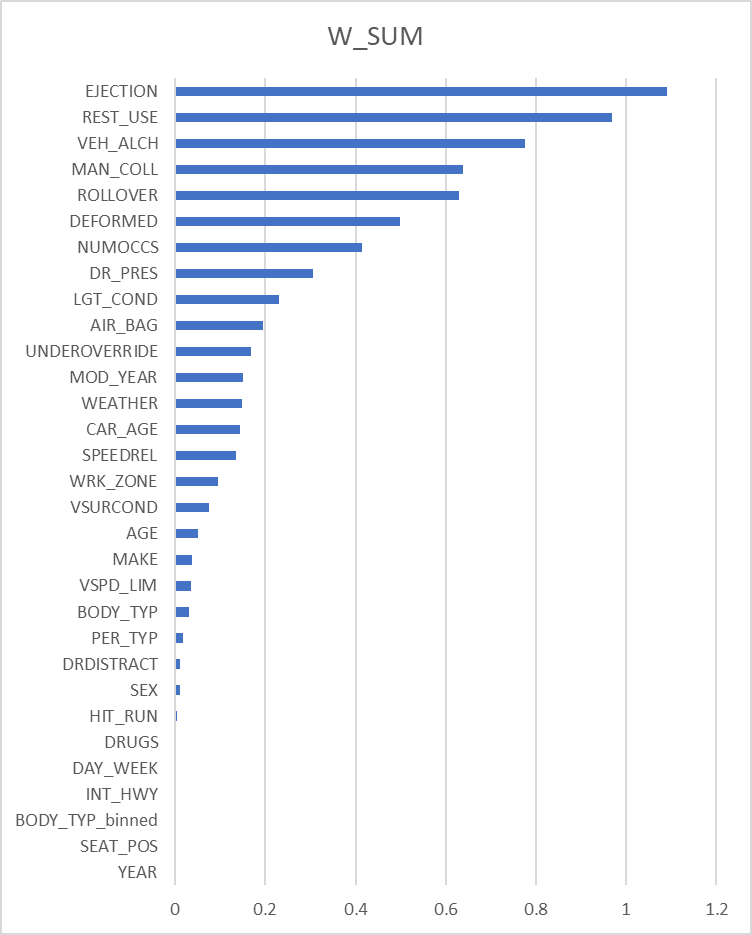 W_SUM
EJECTION
REST_USE
VEH_ALCH
MAN_COLL
ROLLOVER
DEFORMED
NUMOCCS
DR_PRES
LGT_COND
AIR_BAG
UNDEROVERRIDE
MOD_YEAR
WEATHER
CAR_AGE
SPEEDREL
WRK_ZONE
VSURCOND
AGE
MAKE
VSPD_LIM
BODY_TYP
PER_TYP
DRDISTRACT
SEX
HIT_RUN
DRUGS
DAY_WEEK
INT_HWY
BODY_TYP_binned
SEAT_POS
YEAR
0 0.2 0.4 0.6 0.8 1 1.2